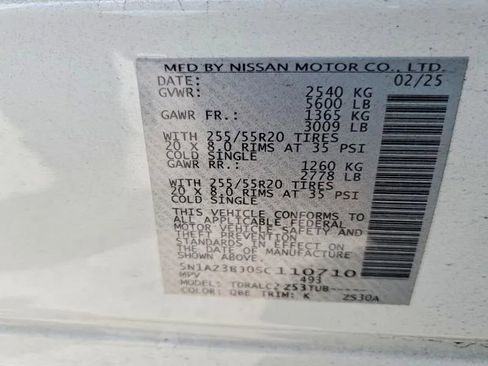 MFD BY NISSAN MOTOR CO., LTD.
DATE: 02/25
GVWR: 2540 KG
5600 LB
GAWR FR.: 1365 KG
3009 LB
WITH 255/55R20 TIRES
20 X 8.0 RIMS AT 35 PSI
COLD SINGLE
GAWR RR.: 1260 KG
2778 LB
WITH 255/55R20 TIRES
20 X 8.0 RIMS AT 35 PSI
COLD SINGLE
THIS VEHICLE CONFORMS TO
ALL APPLICABLE FEDERAL
MOTOR VEHICLE SAFETY AND
THEFT PREVENTION
STANDARDS IN EFFECT ON
THE DATE OF MANUFACTURE
SHOWN ABOVE.
5N1AZ3BJ0SC110710
MPV 493
MODEL: TDRALC2 ZS3TUB-----
COLOR: QBE TRIM: K ZS30A